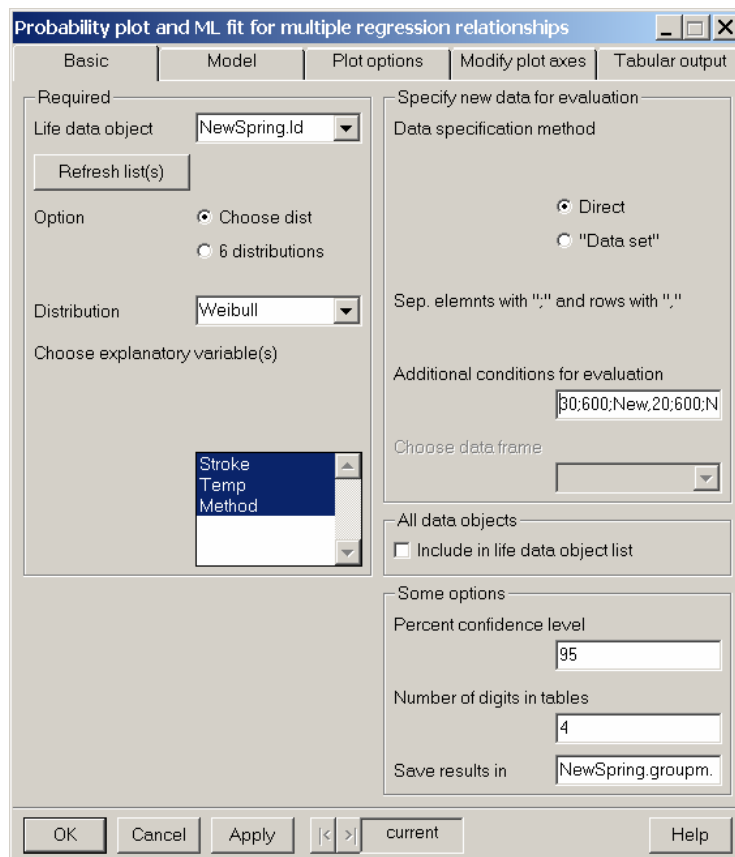 Probability plot and ML fit for multiple regression relationships
Basic
Model
Plot options
Modify plot axes
Tabular output
Required
Life data object
NewSpring.ld
Refresh list(s)
Option
Choose dist
6 distributions
Distribution
Weibull
Choose explanatory variable(s)
Stroke
Temp
Method
Specify new data for evaluation
Data specification method
Direct
"Data set"
Sep. elemnts with ";" and rows with ","
Additional conditions for evaluation
30;600;New,20;600;N
Choose data frame
All data objects
Include in life data object list
Some options
Percent confidence level
95
Number of digits in tables
4
Save results in
NewSpring.groupm.
OK
Cancel
Apply
|<
>|
current
Help